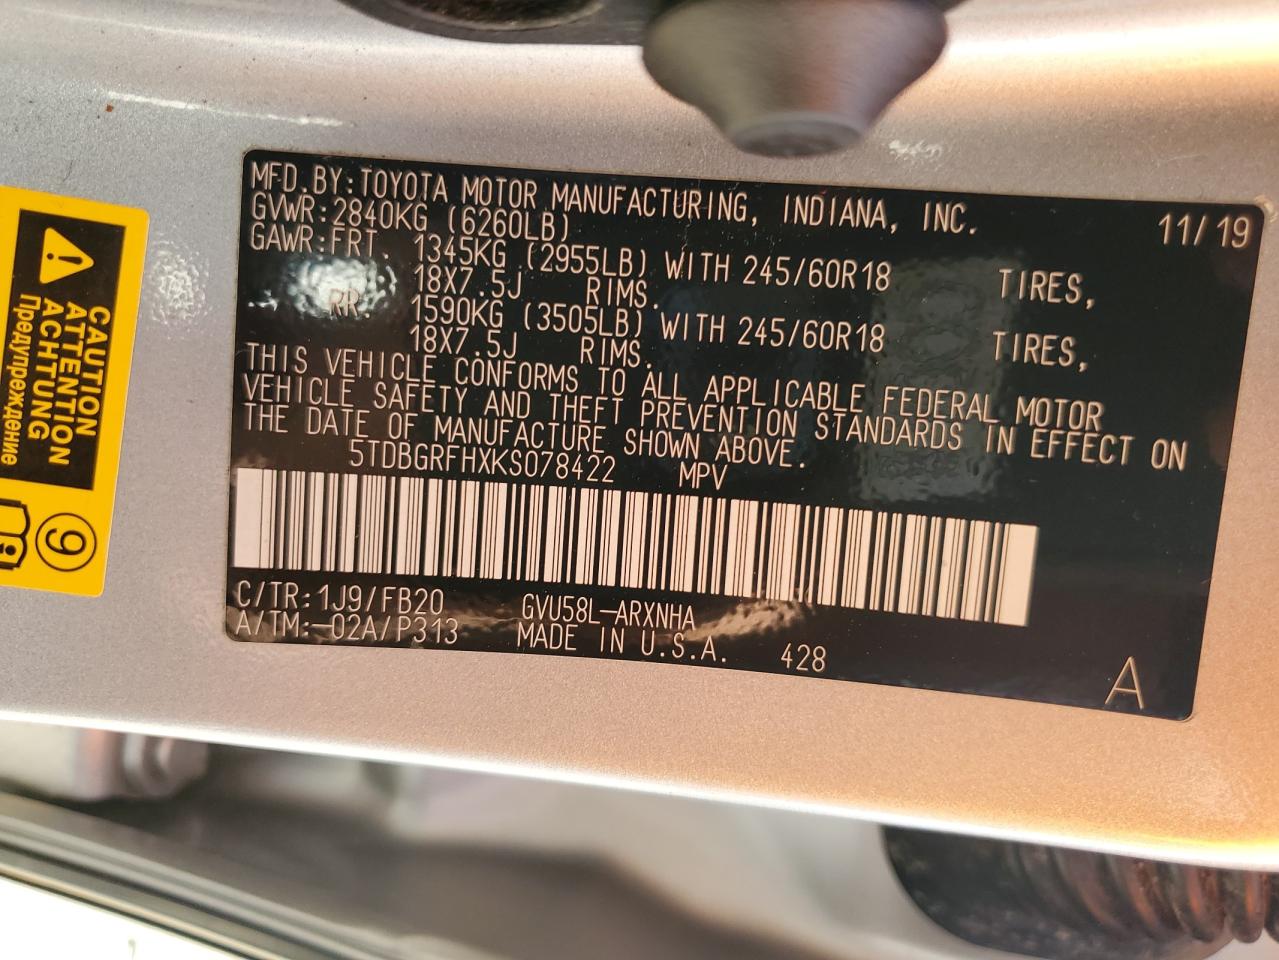 MFD.BY:TOYOTA MOTOR MANUFACTURING, INDIANA, INC. 11/19
GVWR:2840KG (6260LB)
GAWR:FRT. 1345KG (2955LB) WITH 245/60R18 TIRES,
18X7.5J RIMS.
RR. 1590KG (3505LB) WITH 245/60R18 TIRES,
18X7.5J RIMS.
THIS VEHICLE CONFORMS TO ALL APPLICABLE FEDERAL MOTOR
VEHICLE SAFETY AND THEFT PREVENTION STANDARDS IN EFFECT ON
THE DATE OF MANUFACTURE SHOWN ABOVE.
5TDBGRFHXKS078422 MPV
C/TR:1J9/FB20 GVU58L-ARXNHA
A/TM:-02A/P313 MADE IN U.S.A. 428
A
CAUTION
ATTENTION
ACHTUNG
Предупреждение
9